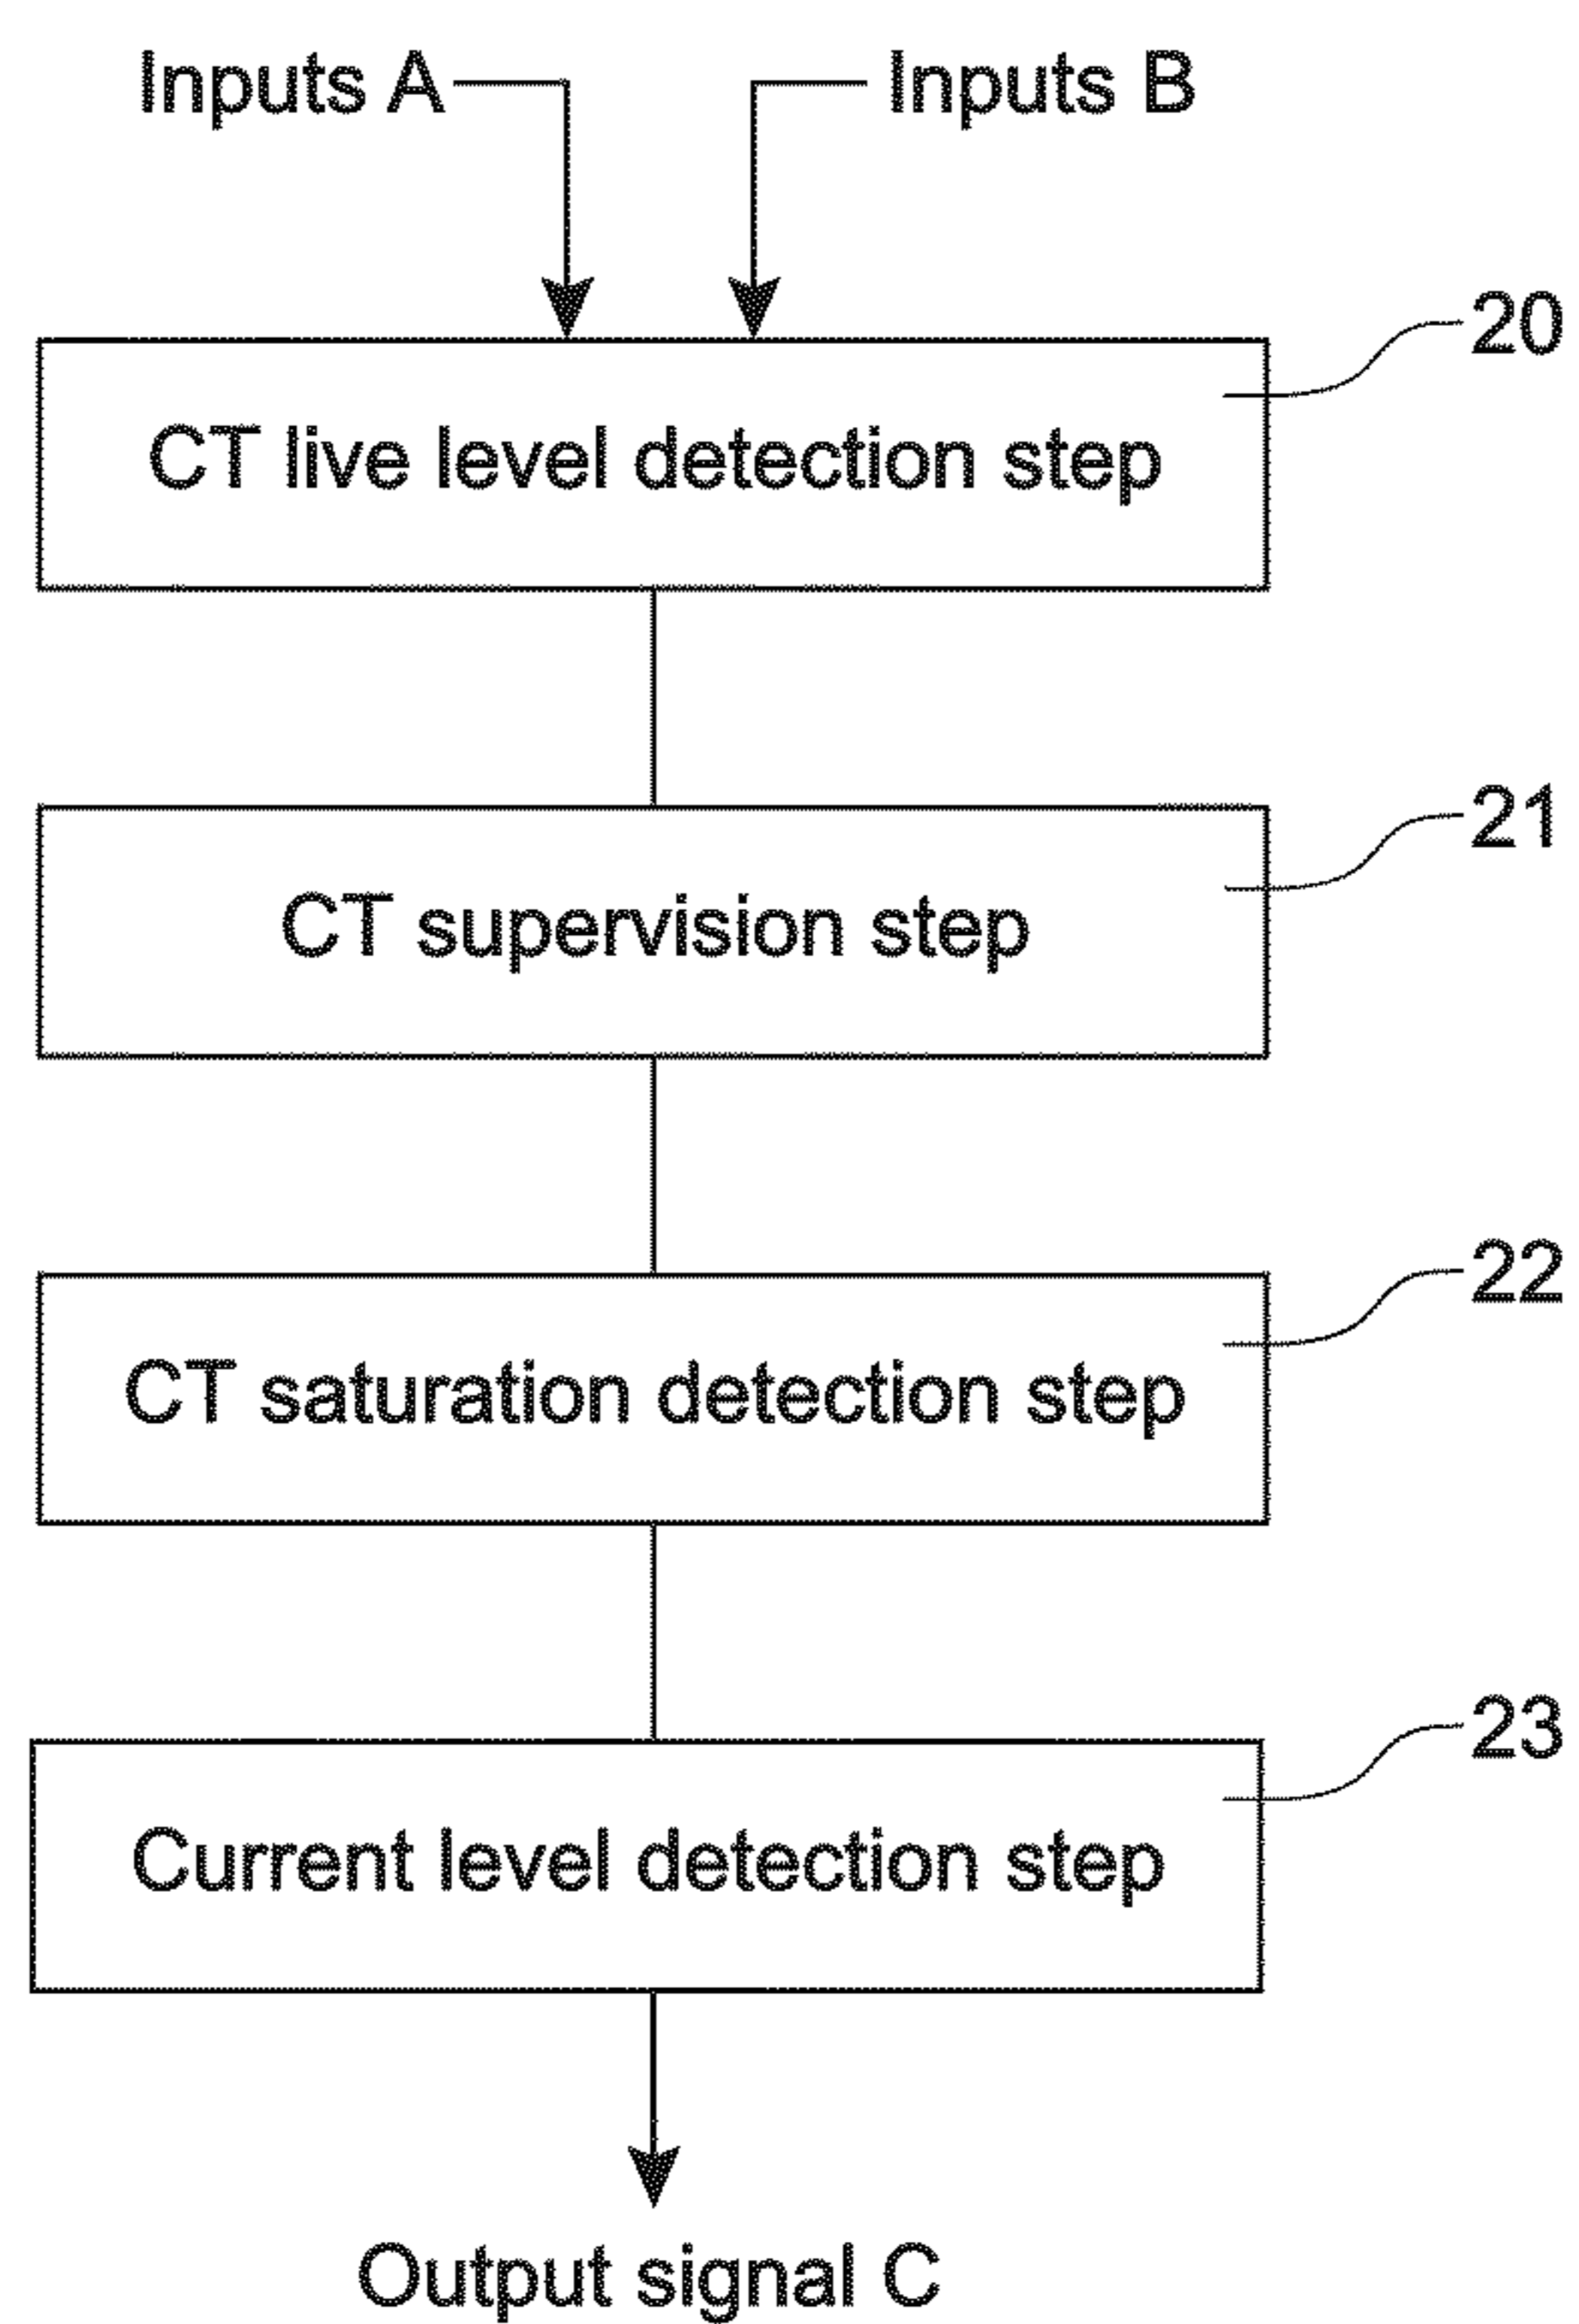 Inputs A
Inputs B
20
CT live level detection step
21
CT supervision step
22
CT saturation detection step
23
Current level detection step
Output signal C